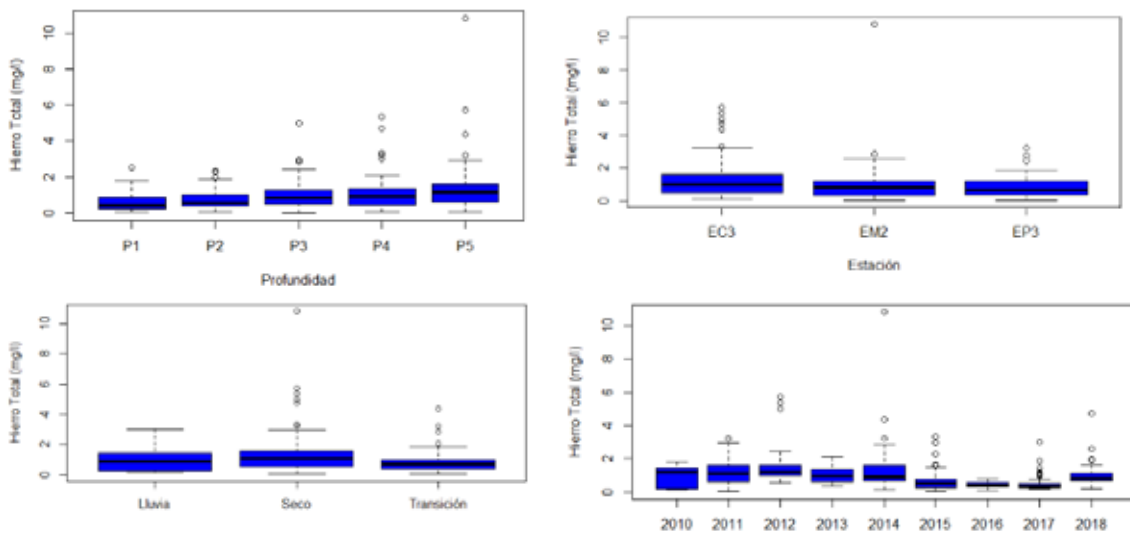 Hierro Total (mg/l)
10
8
6
4
2
0
P1 P2 P3 P4 P5
Profundidad
Hierro Total (mg/l)
10
8
6
4
2
0
EC3 EM2 EP3
Estación
Hierro Total (mg/l)
10
8
6
4
2
0
Lluvia Seco Transición
Hierro Total (mg/l)
10
8
6
4
2
0
2010 2011 2012 2013 2014 2015 2016 2017 2018